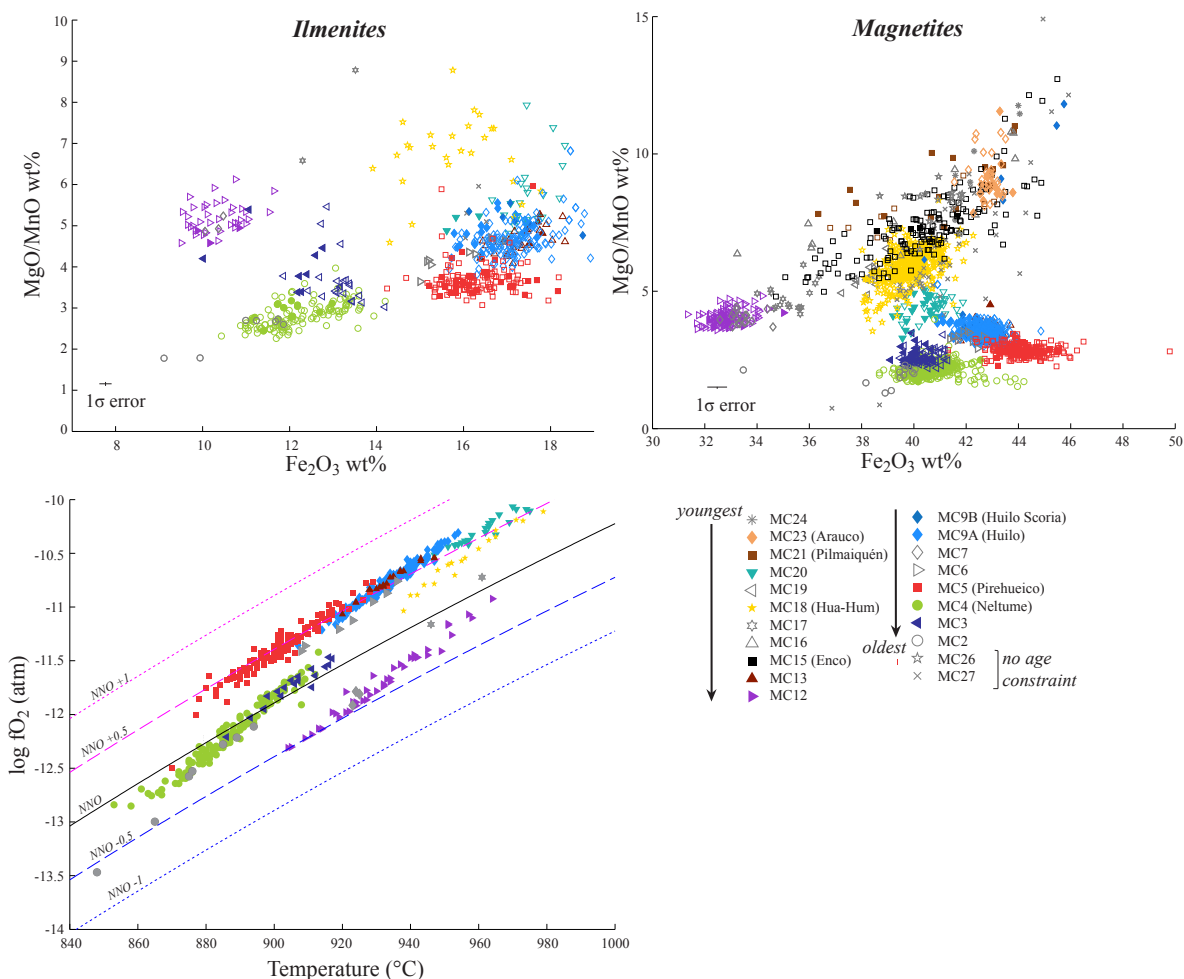 Ilmenites
10
9
8
7
6
5
4
3
2
1
0
MgO/MnO wt%
1σ error
8
10
12
14
16
18
Fe₂O₃ wt%
Magnetites
15
10
5
0
MgO/MnO wt%
1σ error
30
32
34
36
38
40
42
44
46
48
50
Fe₂O₃ wt%
-10
-10.5
-11
-11.5
-12
-12.5
-13
-13.5
-14
log fO₂ (atm)
NNO +1
NNO +0.5
NNO
NNO -0.5
NNO -1
840
860
880
900
920
940
960
980
1000
Temperature (°C)
youngest
MC24
MC23 (Arauco)
MC21 (Pilmaiquén)
MC20
MC19
MC18 (Hua-Hum)
MC17
MC16
MC15 (Enco)
MC13
MC12
MC9B (Huilo Scoria)
MC9A (Huilo)
MC7
MC6
MC5 (Pirehueico)
MC4 (Neltume)
MC3
oldest
MC2
MC26
MC27
no age
constraint